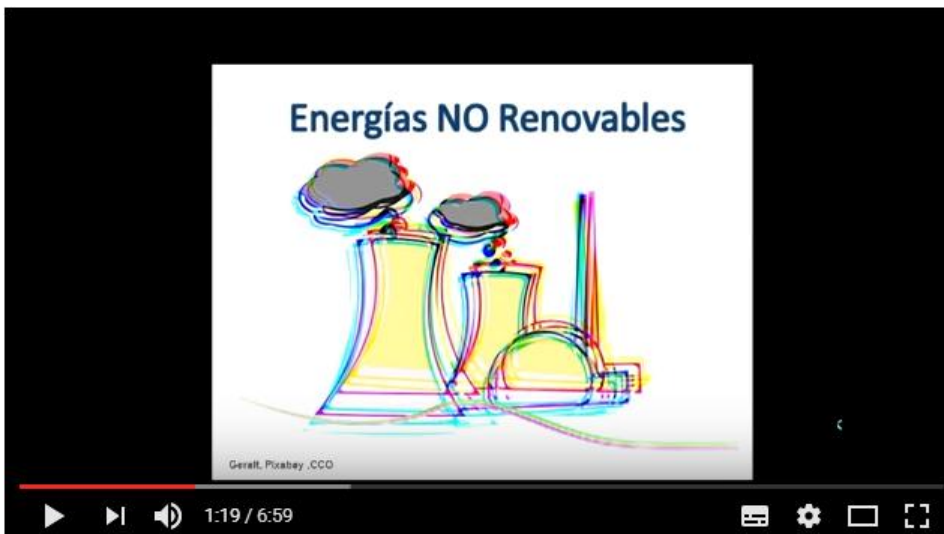 Energías NO Renovables
Geralt, Pixabay ,CCO
1:19 / 6:59